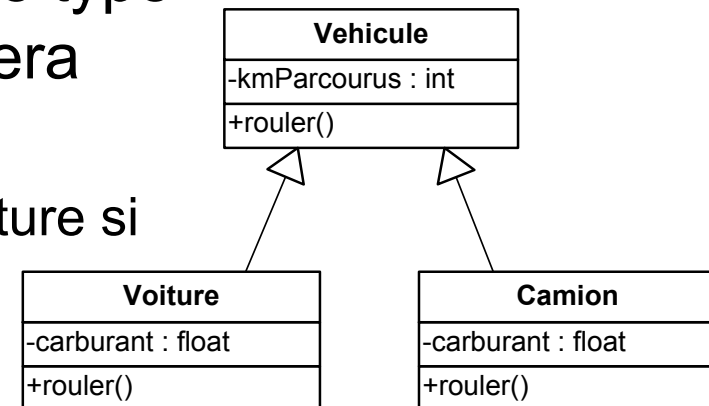 type
era
ture si
Vehicule
-kmParcourus : int
+rouler()
Voiture
-carburant : float
+rouler()
Camion
-carburant : float
+rouler()